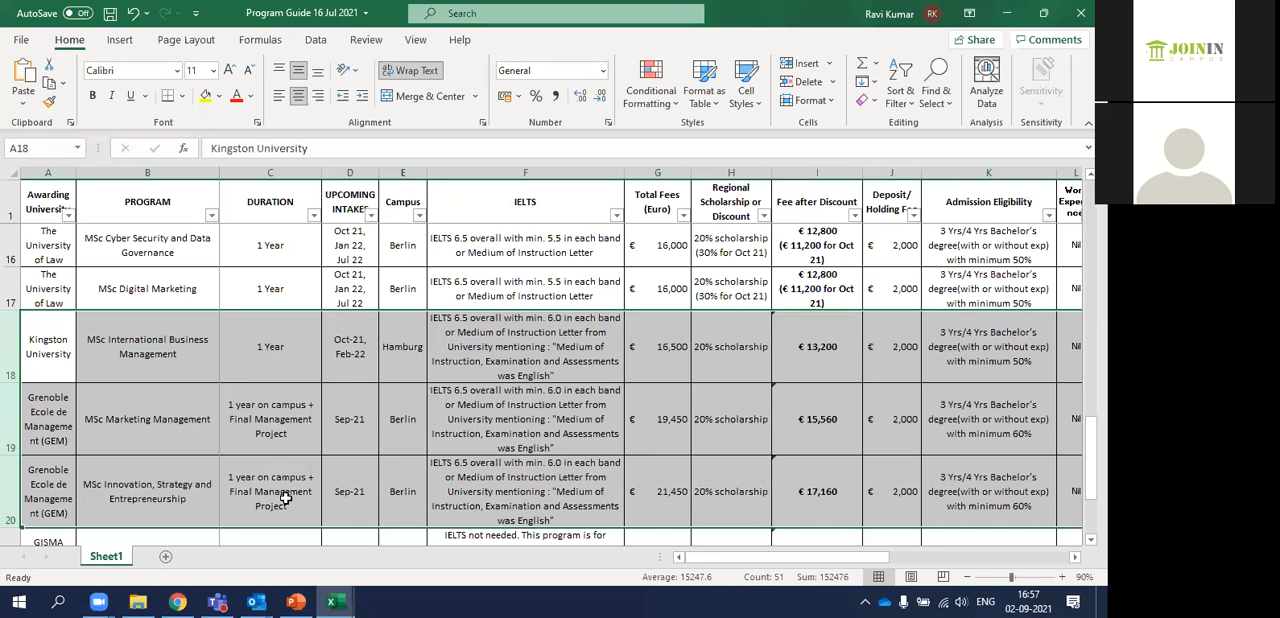 AutoSave Off
Program Guide 16 Jul 2021
Search
Ravi Kumar RK
File Home Insert Page Layout Formulas Data Review View Help Share Comments
Paste
Clipboard
Calibri 11
B I U
Font
Wrap Text
Merge & Center
Alignment
General
Number
Conditional Formatting
Format as Table
Cell Styles
Styles
Insert
Delete
Format
Cells
Sort & Filter
Find & Select
Editing
Analyze Data
Analysis
Sensitivity
Sensitivity
JOININ
CAMPUS
A18 fx Kingston University
A B C D E F G H I J K L
1
Awarding University
PROGRAM
DURATION
UPCOMING INTAKES
Campus
IELTS
Total Fees (Euro)
Regional Scholarship or Discount
Fee after Discount
Deposit/
Admission Eligibility
16
The University of Law
MSc Cyber Security and Data Governance
1 Year
Oct 21, Jan 22, Jul 22
Berlin
IELTS 6.5 overall with min. 5.5 in each band or Medium of Instruction Letter
€ 16,000
20% scholarship (30% for Oct 21)
€ 12,800 (€ 11,200 for Oct 21)
€ 2,000
3 Yrs/4 Yrs Bachelor's degree(with or without exp) with minimum 50%
Nil
17
The University of Law
MSc Digital Marketing
1 Year
Oct 21, Jan 22, Jul 22
Berlin
IELTS 6.5 overall with min. 5.5 in each band or Medium of Instruction Letter
€ 16,000
20% scholarship (30% for Oct 21)
€ 12,800 (€ 11,200 for Oct 21)
€ 2,000
3 Yrs/4 Yrs Bachelor's degree(with or without exp) with minimum 50%
Nil
18
Kingston University
MSc International Business Management
1 Year
Oct-21, Feb-22
Hamburg
IELTS 6.5 overall with min. 6.0 in each band or Medium of Instruction Letter from University mentioning : "Medium of Instruction, Examination and Assessments was English"
€ 16,500
20% scholarship
€ 13,200
€ 2,000
3 Yrs/4 Yrs Bachelor's degree(with or without exp) with minimum 50%
Nil
19
Grenoble Ecole de Management (GEM)
MSc Marketing Management
1 year on campus + Final Management Project
Sep-21
Berlin
IELTS 6.5 overall with min. 6.0 in each band or Medium of Instruction Letter from University mentioning : "Medium of Instruction, Examination and Assessments was English"
€ 19,450
20% scholarship
€ 15,560
€ 2,000
3 Yrs/4 Yrs Bachelor's degree(with or without exp) with minimum 60%
Nil
20
Grenoble Ecole de Management (GEM)
MSc Innovation, Strategy and Entrepreneurship
1 year on campus + Final Management Project
Sep-21
Berlin
IELTS 6.5 overall with min. 6.0 in each band or Medium of Instruction Letter from University mentioning : "Medium of Instruction, Examination and Assessments was English"
€ 21,450
20% scholarship
€ 17,160
€ 2,000
3 Yrs/4 Yrs Bachelor's degree(with or without exp) with minimum 60%
Nil
GISMA
IELTS not needed. This program is for
Sheet1
Ready
Average: 15247.6 Count: 51 Sum: 152476
90%
ENG
16:57
02-09-2021